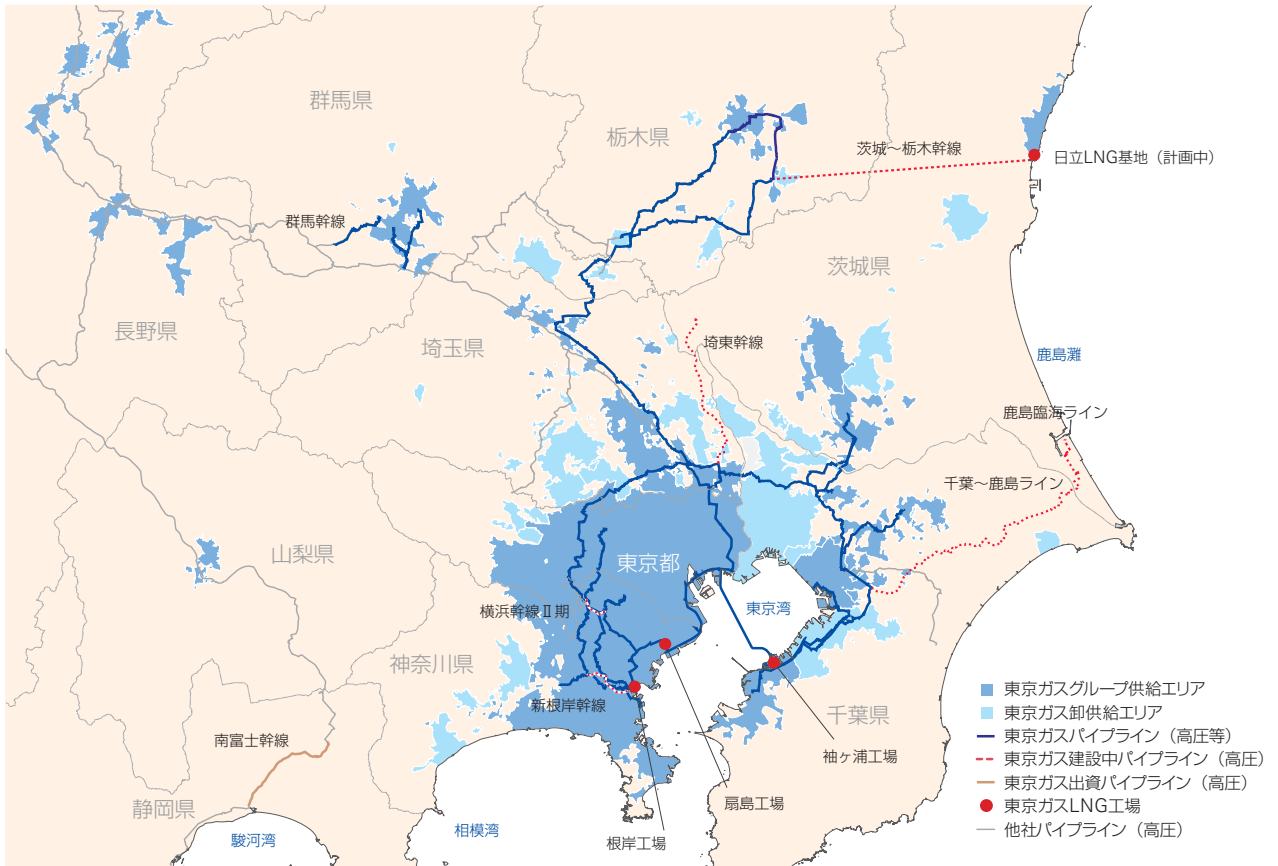 群馬県
栃木県
茨城〜栃木幹線
日立LNG基地（計画中）
群馬幹線
茨城県
長野県
埼玉県
埼東幹線
鹿島灘
鹿島臨海ライン
千葉〜鹿島ライン
山梨県
東京都
横浜幹線Ⅱ期
東京湾
神奈川県
新根岸幹線
千葉県
南富士幹線
袖ヶ浦工場
扇島工場
静岡県
駿河湾
相模湾
根岸工場
東京ガスグループ供給エリア
東京ガス卸供給エリア
東京ガスパイプライン（高圧等）
東京ガス建設中パイプライン（高圧）
東京ガス出資パイプライン（高圧）
東京ガスLNG工場
他社パイプライン（高圧）